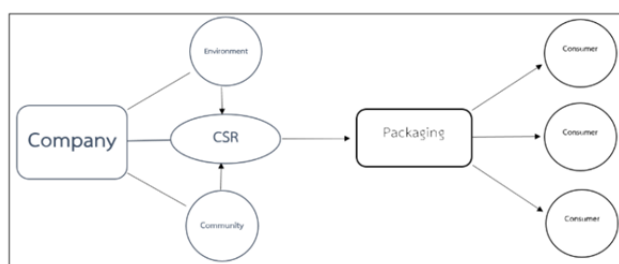 Environment
Company
CSR
Community
Packaging
Consumer
Consumer
Consumer